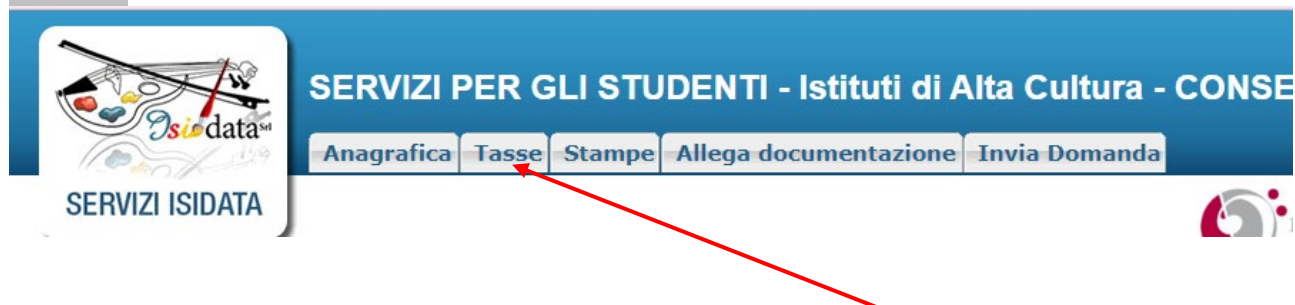 SERVIZI PER GLI STUDENTI - Istituti di Alta Cultura - CONSE
Isidata Srl
Anagrafica Tasse Stampe Allega documentazione Invia Domanda
SERVIZI ISIDATA